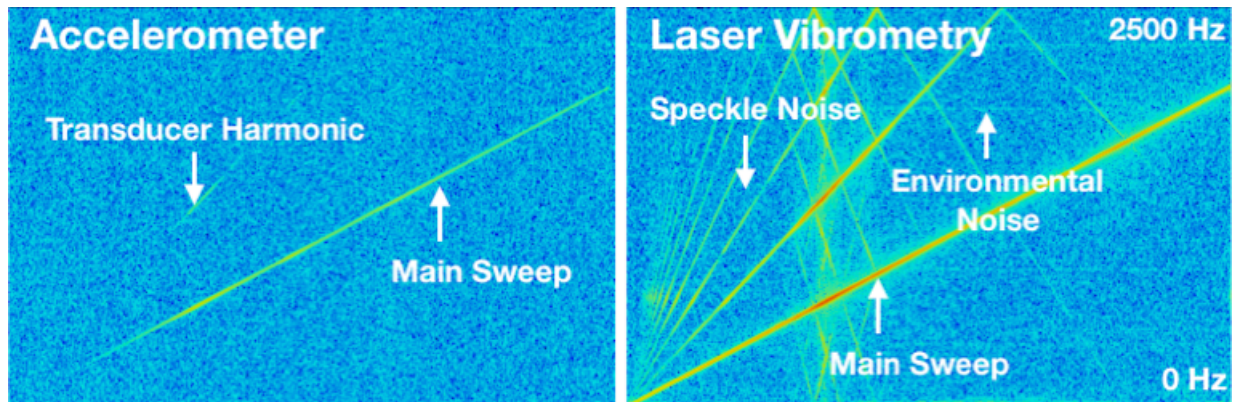 Accelerometer
Transducer Harmonic
Main Sweep
Laser Vibrometry
2500 Hz
Speckle Noise
Environmental
Noise
Main Sweep
0 Hz